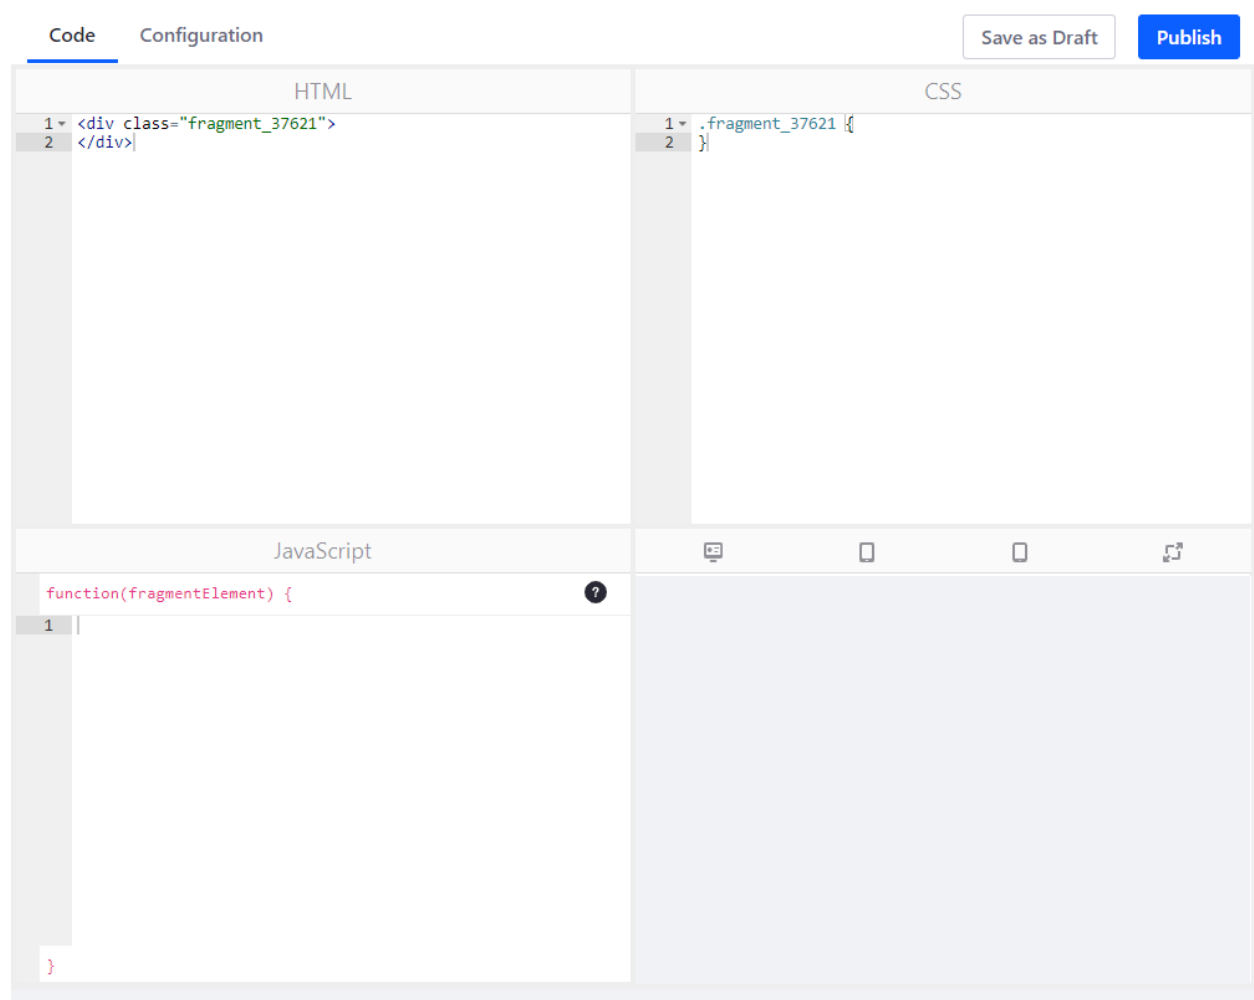 Code Configuration Save as Draft Publish
HTML
1 <div class="fragment_37621">
2 </div>
CSS
1 .fragment_37621 {
2 }
JavaScript
function(fragmentElement) {
?
1
}